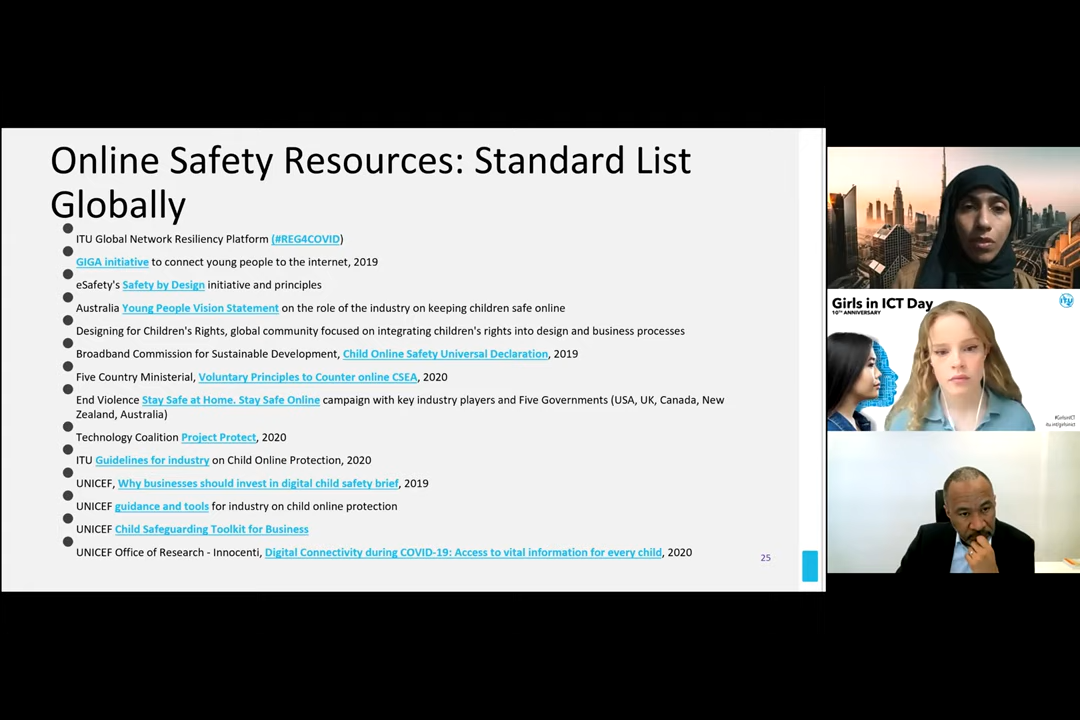 Online Safety Resources: Standard List
Globally
ITU Global Network Resiliency Platform (#REG4COVID)
GIGA initiative to connect young people to the internet, 2019
eSafety's Safety by Design initiative and principles
Australia Young People Vision Statement on the role of the industry on keeping children safe online
Designing for Children's Rights, global community focused on integrating children's rights into design and business processes
Broadband Commission for Sustainable Development, Child Online Safety Universal Declaration, 2019
Five Country Ministerial, Voluntary Principles to Counter online CSEA, 2020
End Violence Stay Safe at Home. Stay Safe Online campaign with key industry players and Five Governments (USA, UK, Canada, New
Zealand, Australia)
Technology Coalition Project Protect, 2020
ITU Guidelines for industry on Child Online Protection, 2020
UNICEF, Why businesses should invest in digital child safety brief, 2019
UNICEF guidance and tools for industry on child online protection
UNICEF Child Safeguarding Toolkit for Business
UNICEF Office of Research - Innocenti, Digital Connectivity during COVID-19: Access to vital information for every child, 2020
25
Girls in ICT Day
10TH ANNIVERSARY